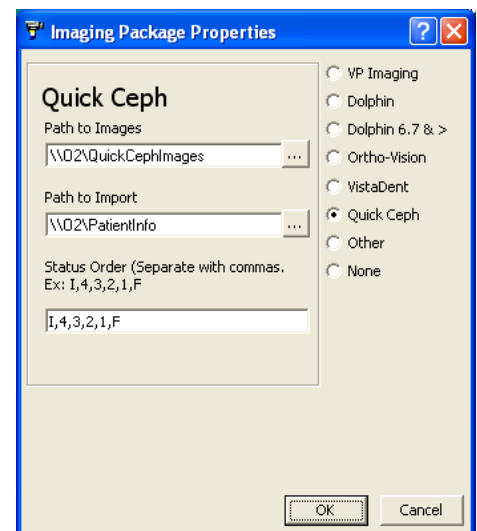 Imaging Package Properties
Quick Ceph
Path to Images
\\O2\QuickCephImages
...
Path to Import
\\O2\PatientInfo
...
Status Order (Separate with commas.
Ex: I,4,3,2,1,F
I,4,3,2,1,F
VP Imaging
Dolphin
Dolphin 6.7 & >
Ortho-Vision
VistaDent
Quick Ceph
Other
None
OK
Cancel